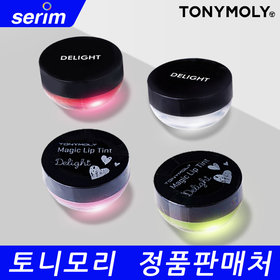 serim
TONYMOLY
DELIGHT
DELIGHT
TONYMOLY
Magic Lip Tint
Delight
TONYMOLY
Magic Lip Tint
Delight
토니모리 정품판매처